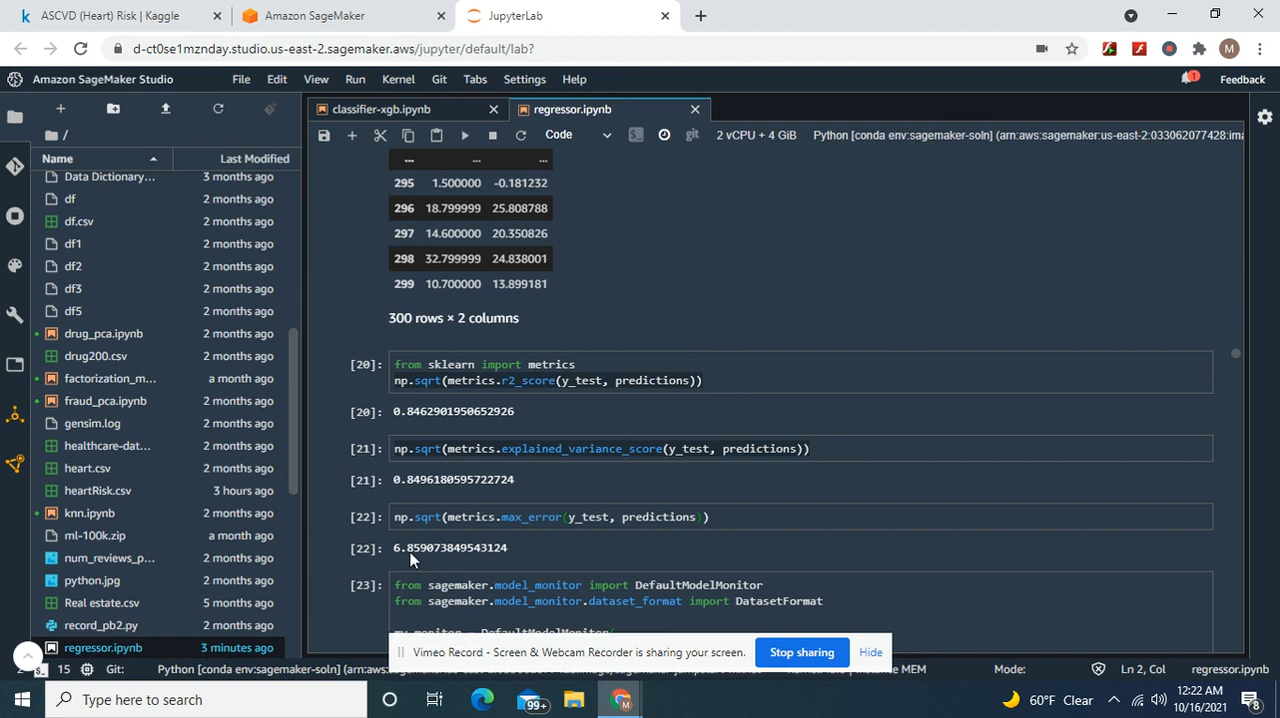 ASCVD (Heart) Risk | Kaggle
Amazon SageMaker
JupyterLab
d-ct0se1mznday.studio.us-east-2.sagemaker.aws/jupyter/default/lab?
M
Amazon SageMaker Studio
File Edit View Run Kernel Git Tabs Settings Help
1
Feedback
classifier-xgb.ipynb
regressor.ipynb
Code
git
2 vCPU + 4 GiB
Python [conda env:sagemaker-soln] (arn:aws:sagemaker:us-east-2:033062077428:ima
/
Name Last Modified
Data Dictionary... 3 months ago
df 2 months ago
df.csv 2 months ago
df1 2 months ago
df2 2 months ago
df3 2 months ago
df5 2 months ago
drug_pca.ipynb 2 months ago
drug200.csv 2 months ago
factorization_m... a month ago
fraud_pca.ipynb 2 months ago
gensim.log 2 months ago
healthcare-dat... 2 months ago
heart.csv 2 months ago
heartRisk.csv 3 hours ago
knn.ipynb 2 months ago
ml-100k.zip a month ago
num_reviews_p... 2 months ago
python.jpg 2 months ago
Real estate.csv 5 months ago
record_pb2.py 2 months ago
regressor.ipynb 3 minutes ago
... ... ...
295 1.500000 -0.181232
296 18.799999 25.808788
297 14.600000 20.350826
298 32.799999 24.838001
299 10.700000 13.899181
300 rows × 2 columns
[20]: from sklearn import metrics
np.sqrt(metrics.r2_score(y_test, predictions))
[20]: 0.8462901950652926
[21]: np.sqrt(metrics.explained_variance_score(y_test, predictions))
[21]: 0.8496180595722724
[22]: np.sqrt(metrics.max_error(y_test, predictions))
[22]: 6.859073849543124
[23]: from sagemaker.model_monitor import DefaultModelMonitor
from sagemaker.model_monitor.dataset_format import DatasetFormat
my_monitor = DefaultModelMonitor(
Vimeo Record - Screen & Webcam Recorder is sharing your screen.
Stop sharing
Hide
2 15 Git: Python [conda env:sagemaker-soln]
MEM
Mode:
Ln 2, Col
regressor.ipynb
Type here to search
99+
60°F Clear
12:22 AM
10/16/2021
8